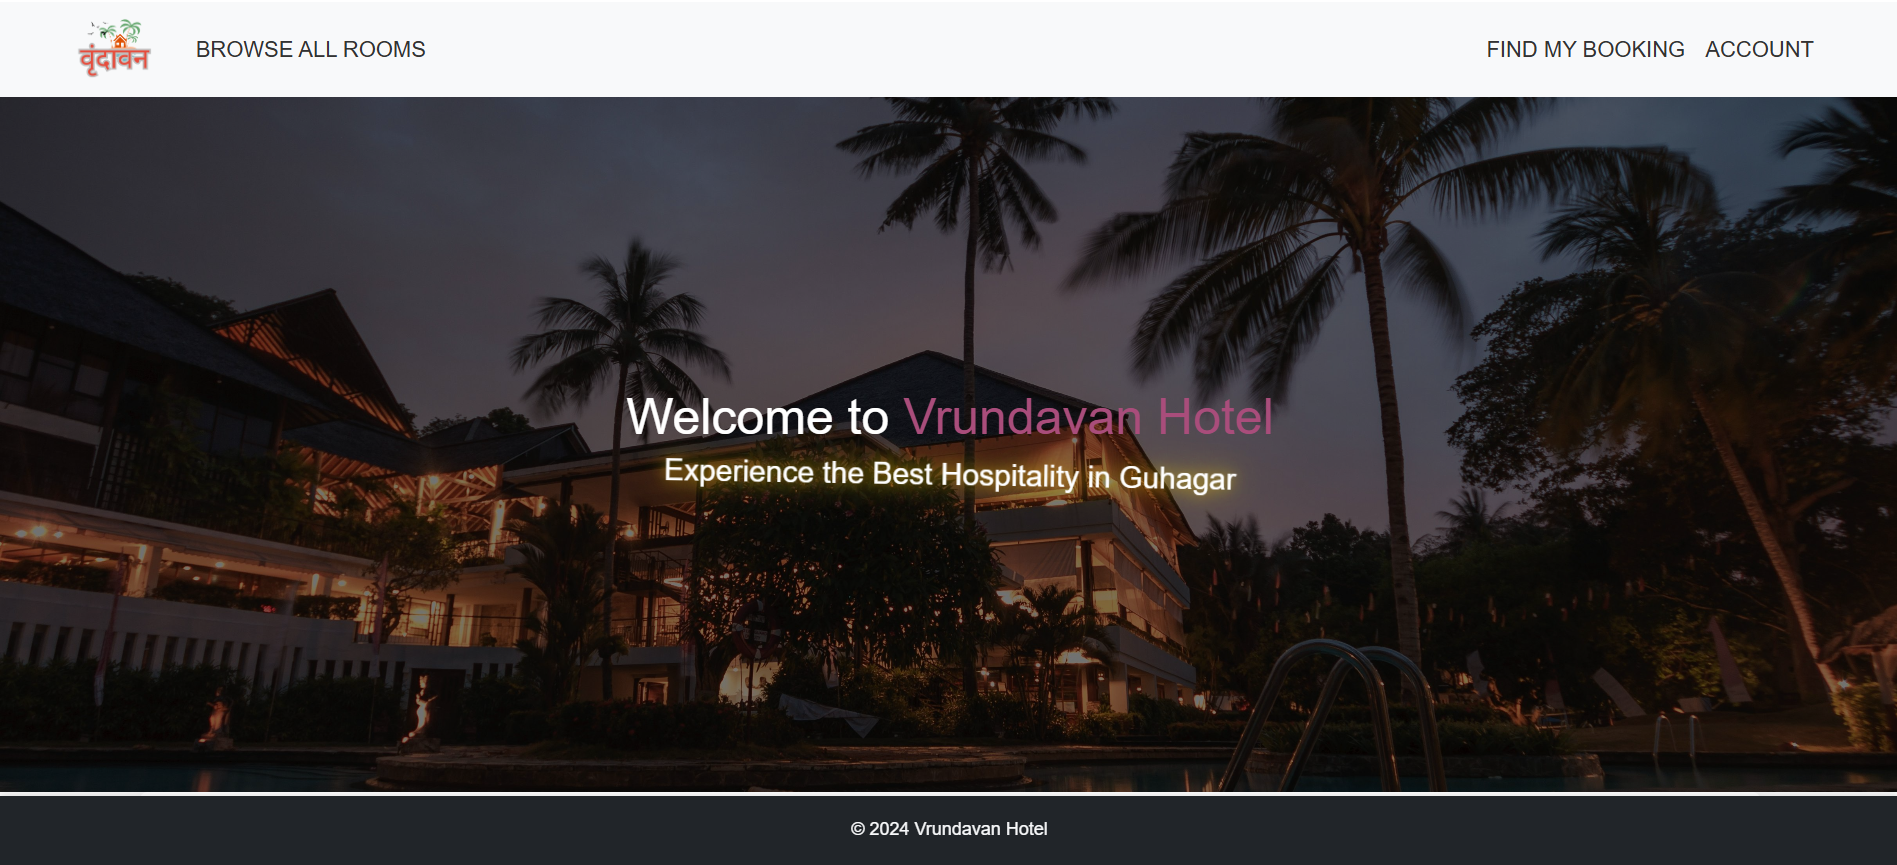 वृंदावन
BROWSE ALL ROOMS
FIND MY BOOKING
ACCOUNT
Welcome to Vrundavan Hotel
Experience the Best Hospitality in Guhagar
© 2024 Vrundavan Hotel